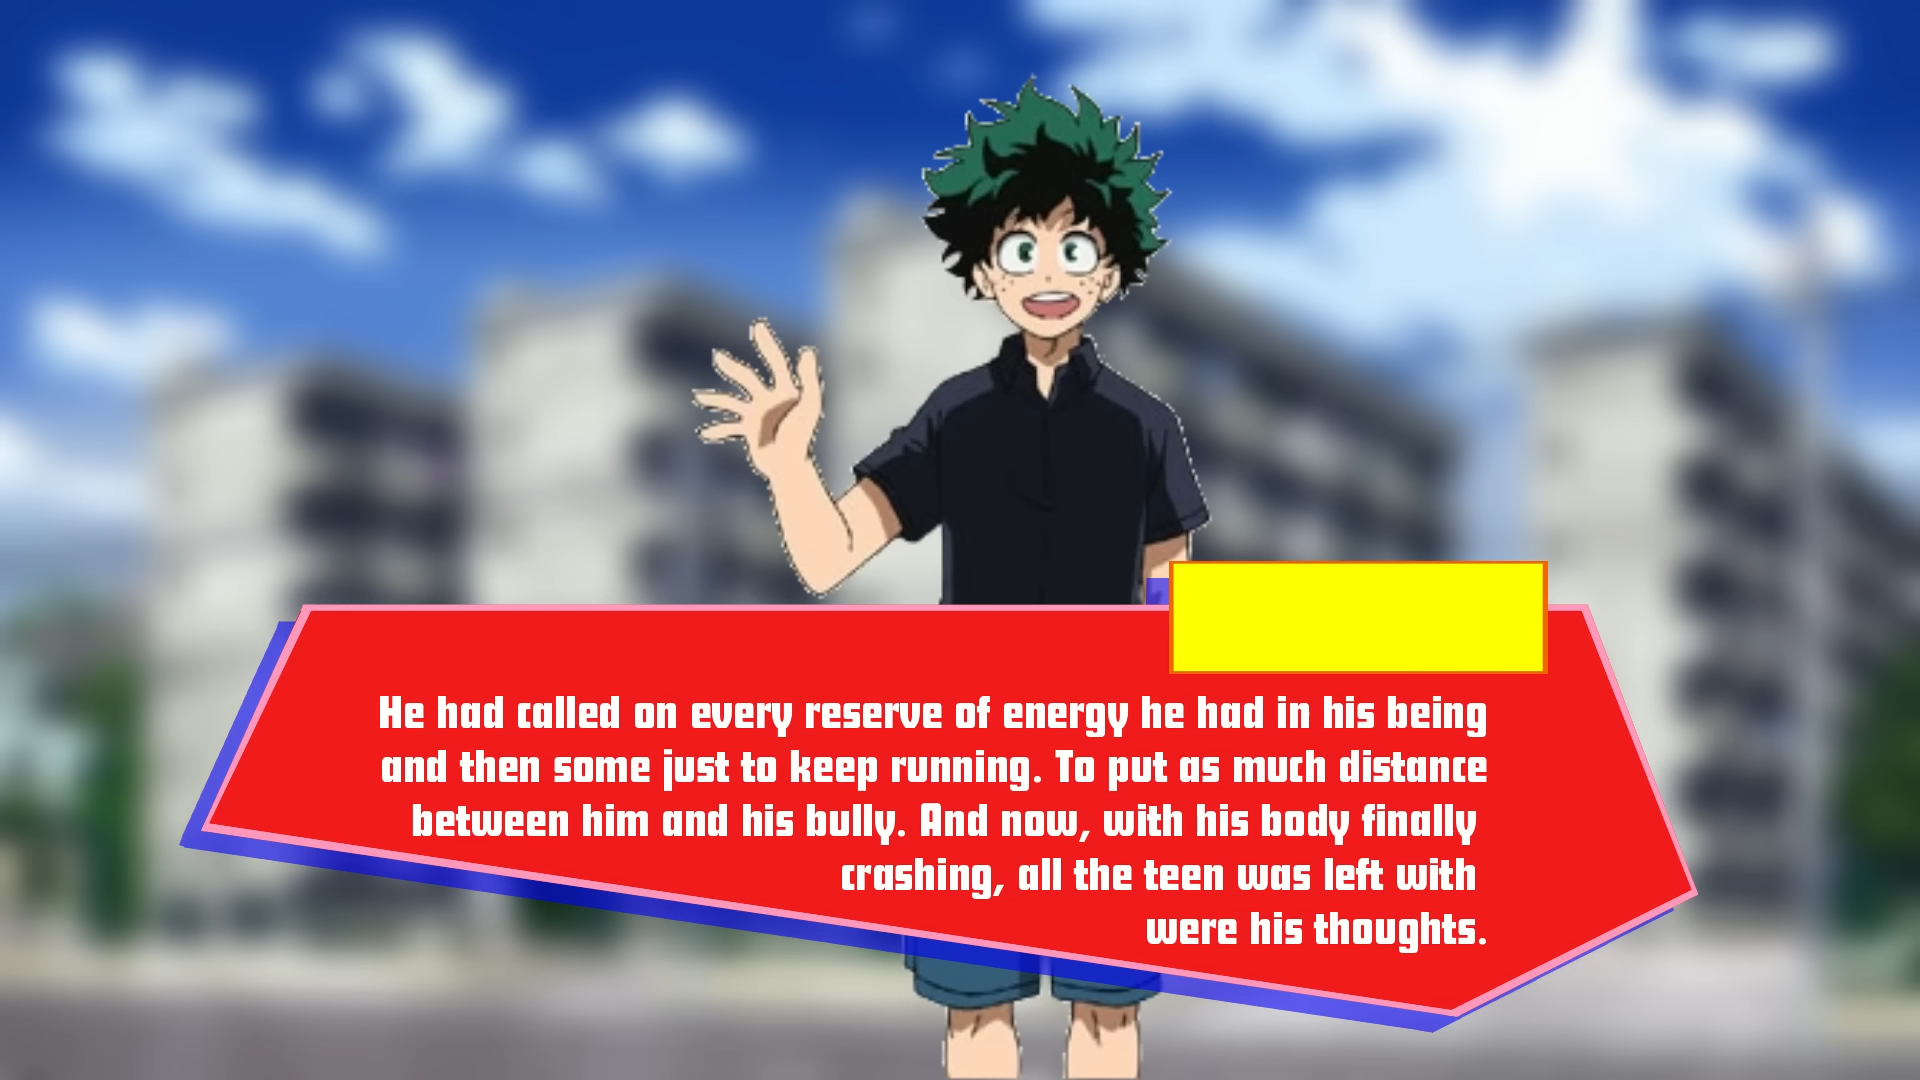 He had called on every reserve of energy he had in his being
and then some just to keep running. To put as much distance
between him and his bully. And now, with his body finally
crashing, all the teen was left with
were his thoughts.